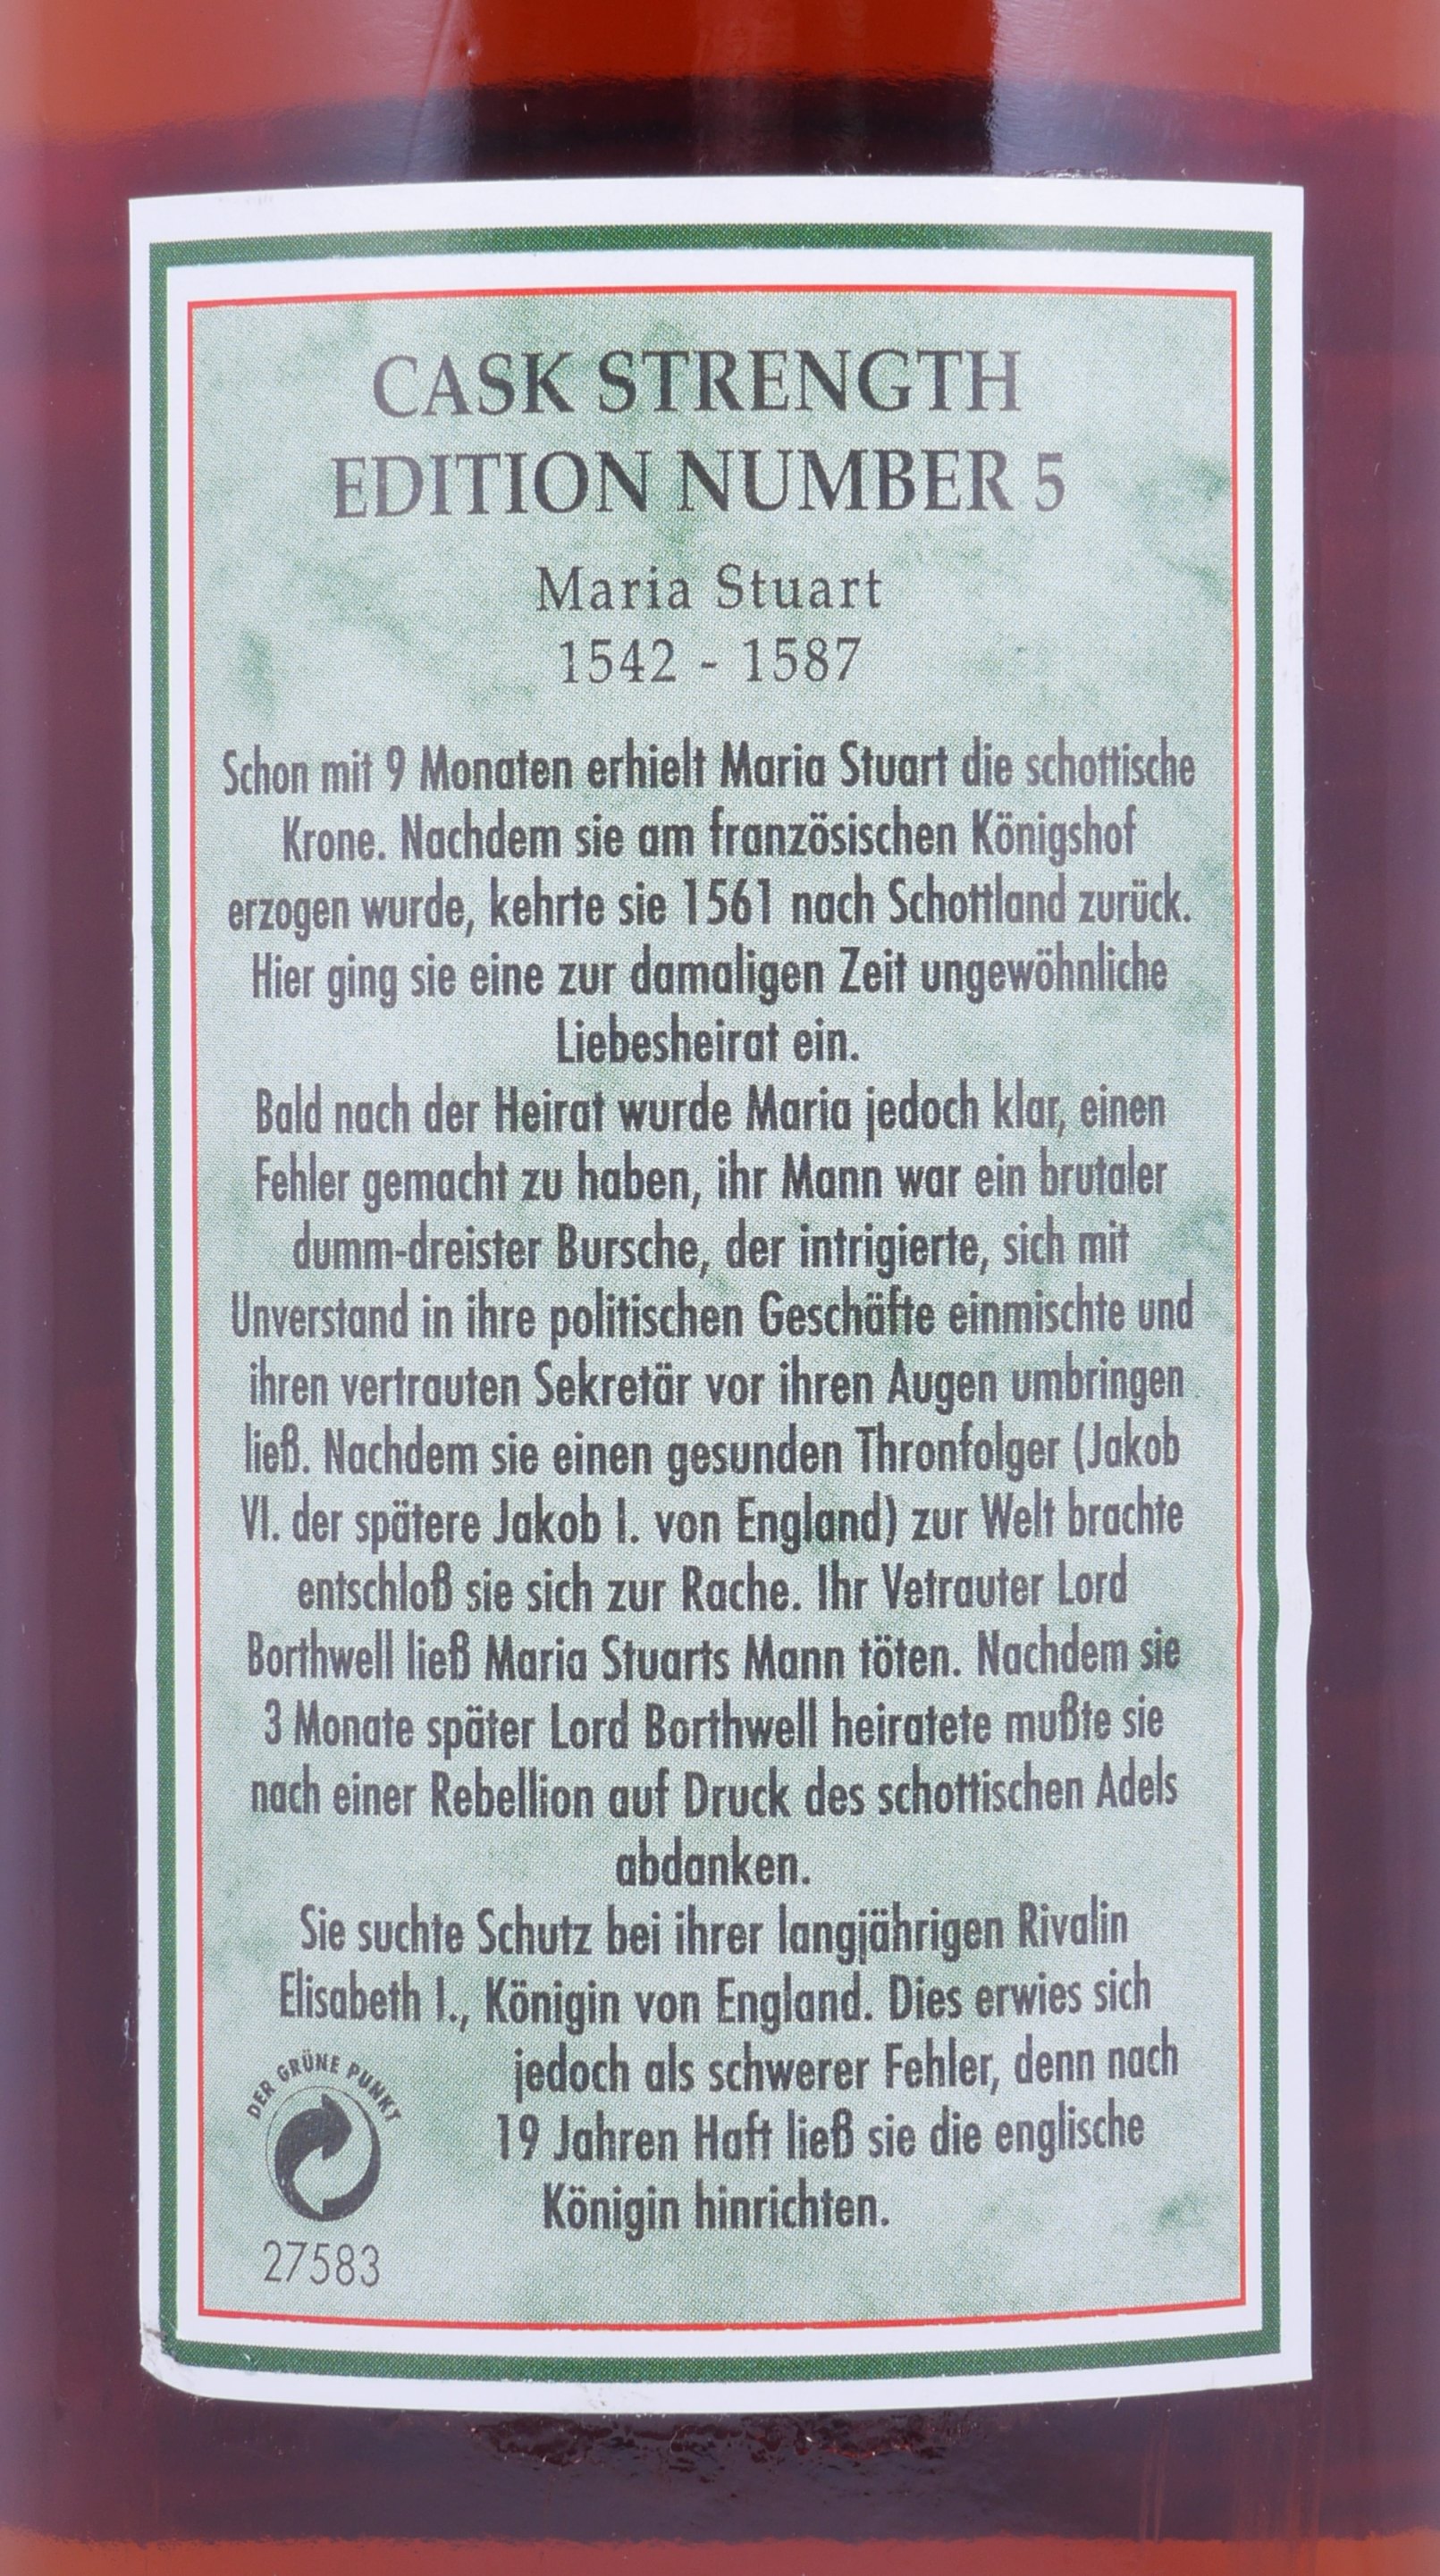 CASK STRENGTH
EDITION NUMBER 5
Maria Stuart
1542 - 1587
Schon mit 9 Monaten erhielt Maria Stuart die schottische
Krone. Nachdem sie am französischen Königshof
erzogen wurde, kehrte sie 1561 nach Schottland zurück.
Hier ging sie eine zur damaligen Zeit ungewöhnliche
Liebesheirat ein.
Bald nach der Heirat wurde Maria jedoch klar, einen
Fehler gemacht zu haben, ihr Mann war ein brutaler
dumm-dreister Bursche, der intrigierte, sich mit
Unverstand in ihre politischen Geschäfte einmischte und
ihren vertrauten Sekretär vor ihren Augen umbringen
ließ. Nachdem sie einen gesunden Thronfolger (Jakob
VI. der spätere Jakob I. von England) zur Welt brachte
entschloß sie sich zur Rache. Ihr Vetrauter Lord
Borthwell ließ Maria Stuarts Mann töten. Nachdem sie
3 Monate später Lord Borthwell heiratete mußte sie
nach einer Rebellion auf Druck des schottischen Adels
abdanken.
Sie suchte Schutz bei ihrer langjährigen Rivalin
Elisabeth I., Königin von England. Dies erwies sich
jedoch als schwerer Fehler, denn nach
19 Jahren Haft ließ sie die englische
Königin hinrichten.
DER GRÜNE PUNKT
27583